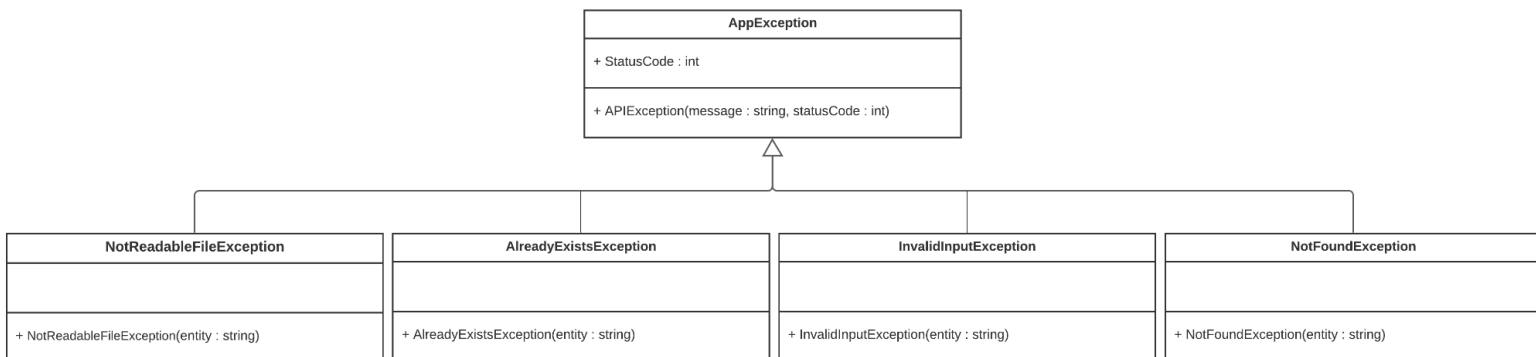 AppException
+ StatusCode : int
+ APIException(message : string, statusCode : int)
NotReadableFileException
+ NotReadableFileException(entity : string)
AlreadyExistsException
+ AlreadyExistsException(entity : string)
InvalidInputException
+ InvalidInputException(entity : string)
NotFoundException
+ NotFoundException(entity : string)